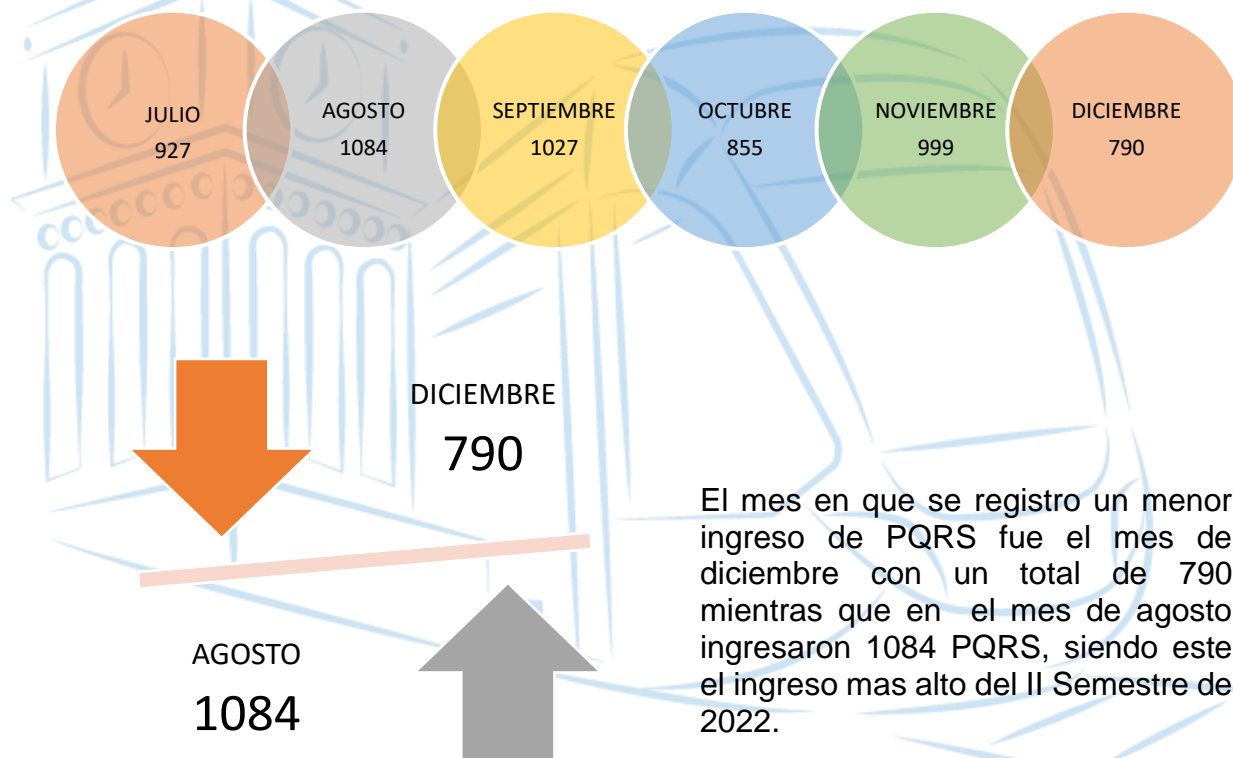 JULIO
927
AGOSTO
1084
SEPTIEMBRE
1027
OCTUBRE
855
NOVIEMBRE
999
DICIEMBRE
790
DICIEMBRE
790
AGOSTO
1084
El mes en que se registro un menor
ingreso de PQRS fue el mes de
diciembre con un total de 790
mientras que en el mes de agosto
ingresaron 1084 PQRS, siendo este
el ingreso mas alto del II Semestre de
2022.